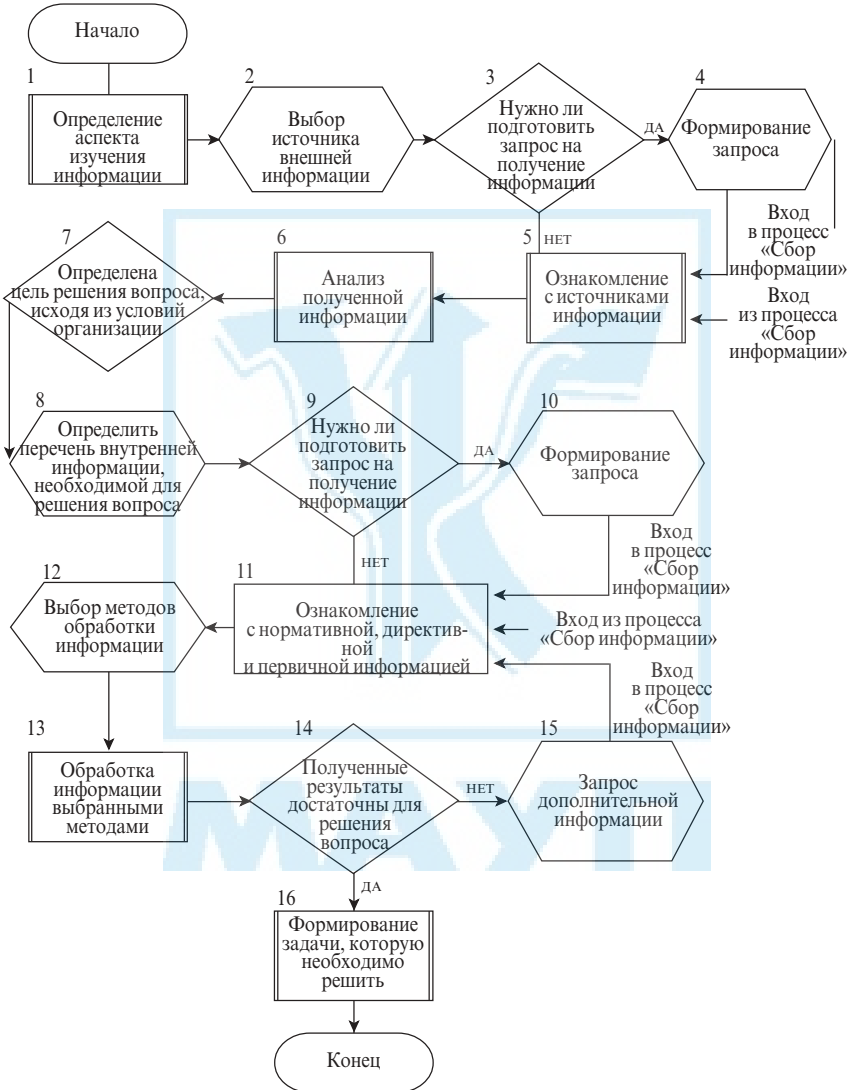 Начало
1
Определение
аспекта
изучения
информации
2
Выбор
источника
внешней
информации
3
Нужно ли
подготовить
запрос на
получение
информации
ДА
4
Формирование
запроса
Вход
в процесс
«Сбор
информации»
НЕТ
5
Ознакомление
с источниками
информации
Вход
из процесса
«Сбор
информации»
6
Анализ
полученной
информации
7
Определена
цель решения вопроса,
исходя из условий
организации
8
Определить
перечень внутренней
информации,
необходимой для
решения вопроса
9
Нужно ли
подготовить
запрос на
получение
информации
ДА
10
Формирование
запроса
Вход
в процесс
«Сбор
информации»
НЕТ
11
Ознакомление
с нормативной, директив-
ной
и первичной информацией
Вход из процесса
«Сбор информации»
12
Выбор методов
обработки
информации
Вход
в процесс
«Сбор
информации»
13
Обработка
информации
выбранными
методами
14
Полученные
результаты
достаточны для
решения
вопроса
НЕТ
15
Запрос
дополнительной
информации
ДА
16
Формирование
задачи, которую
необходимо
решить
Конец
МАУП